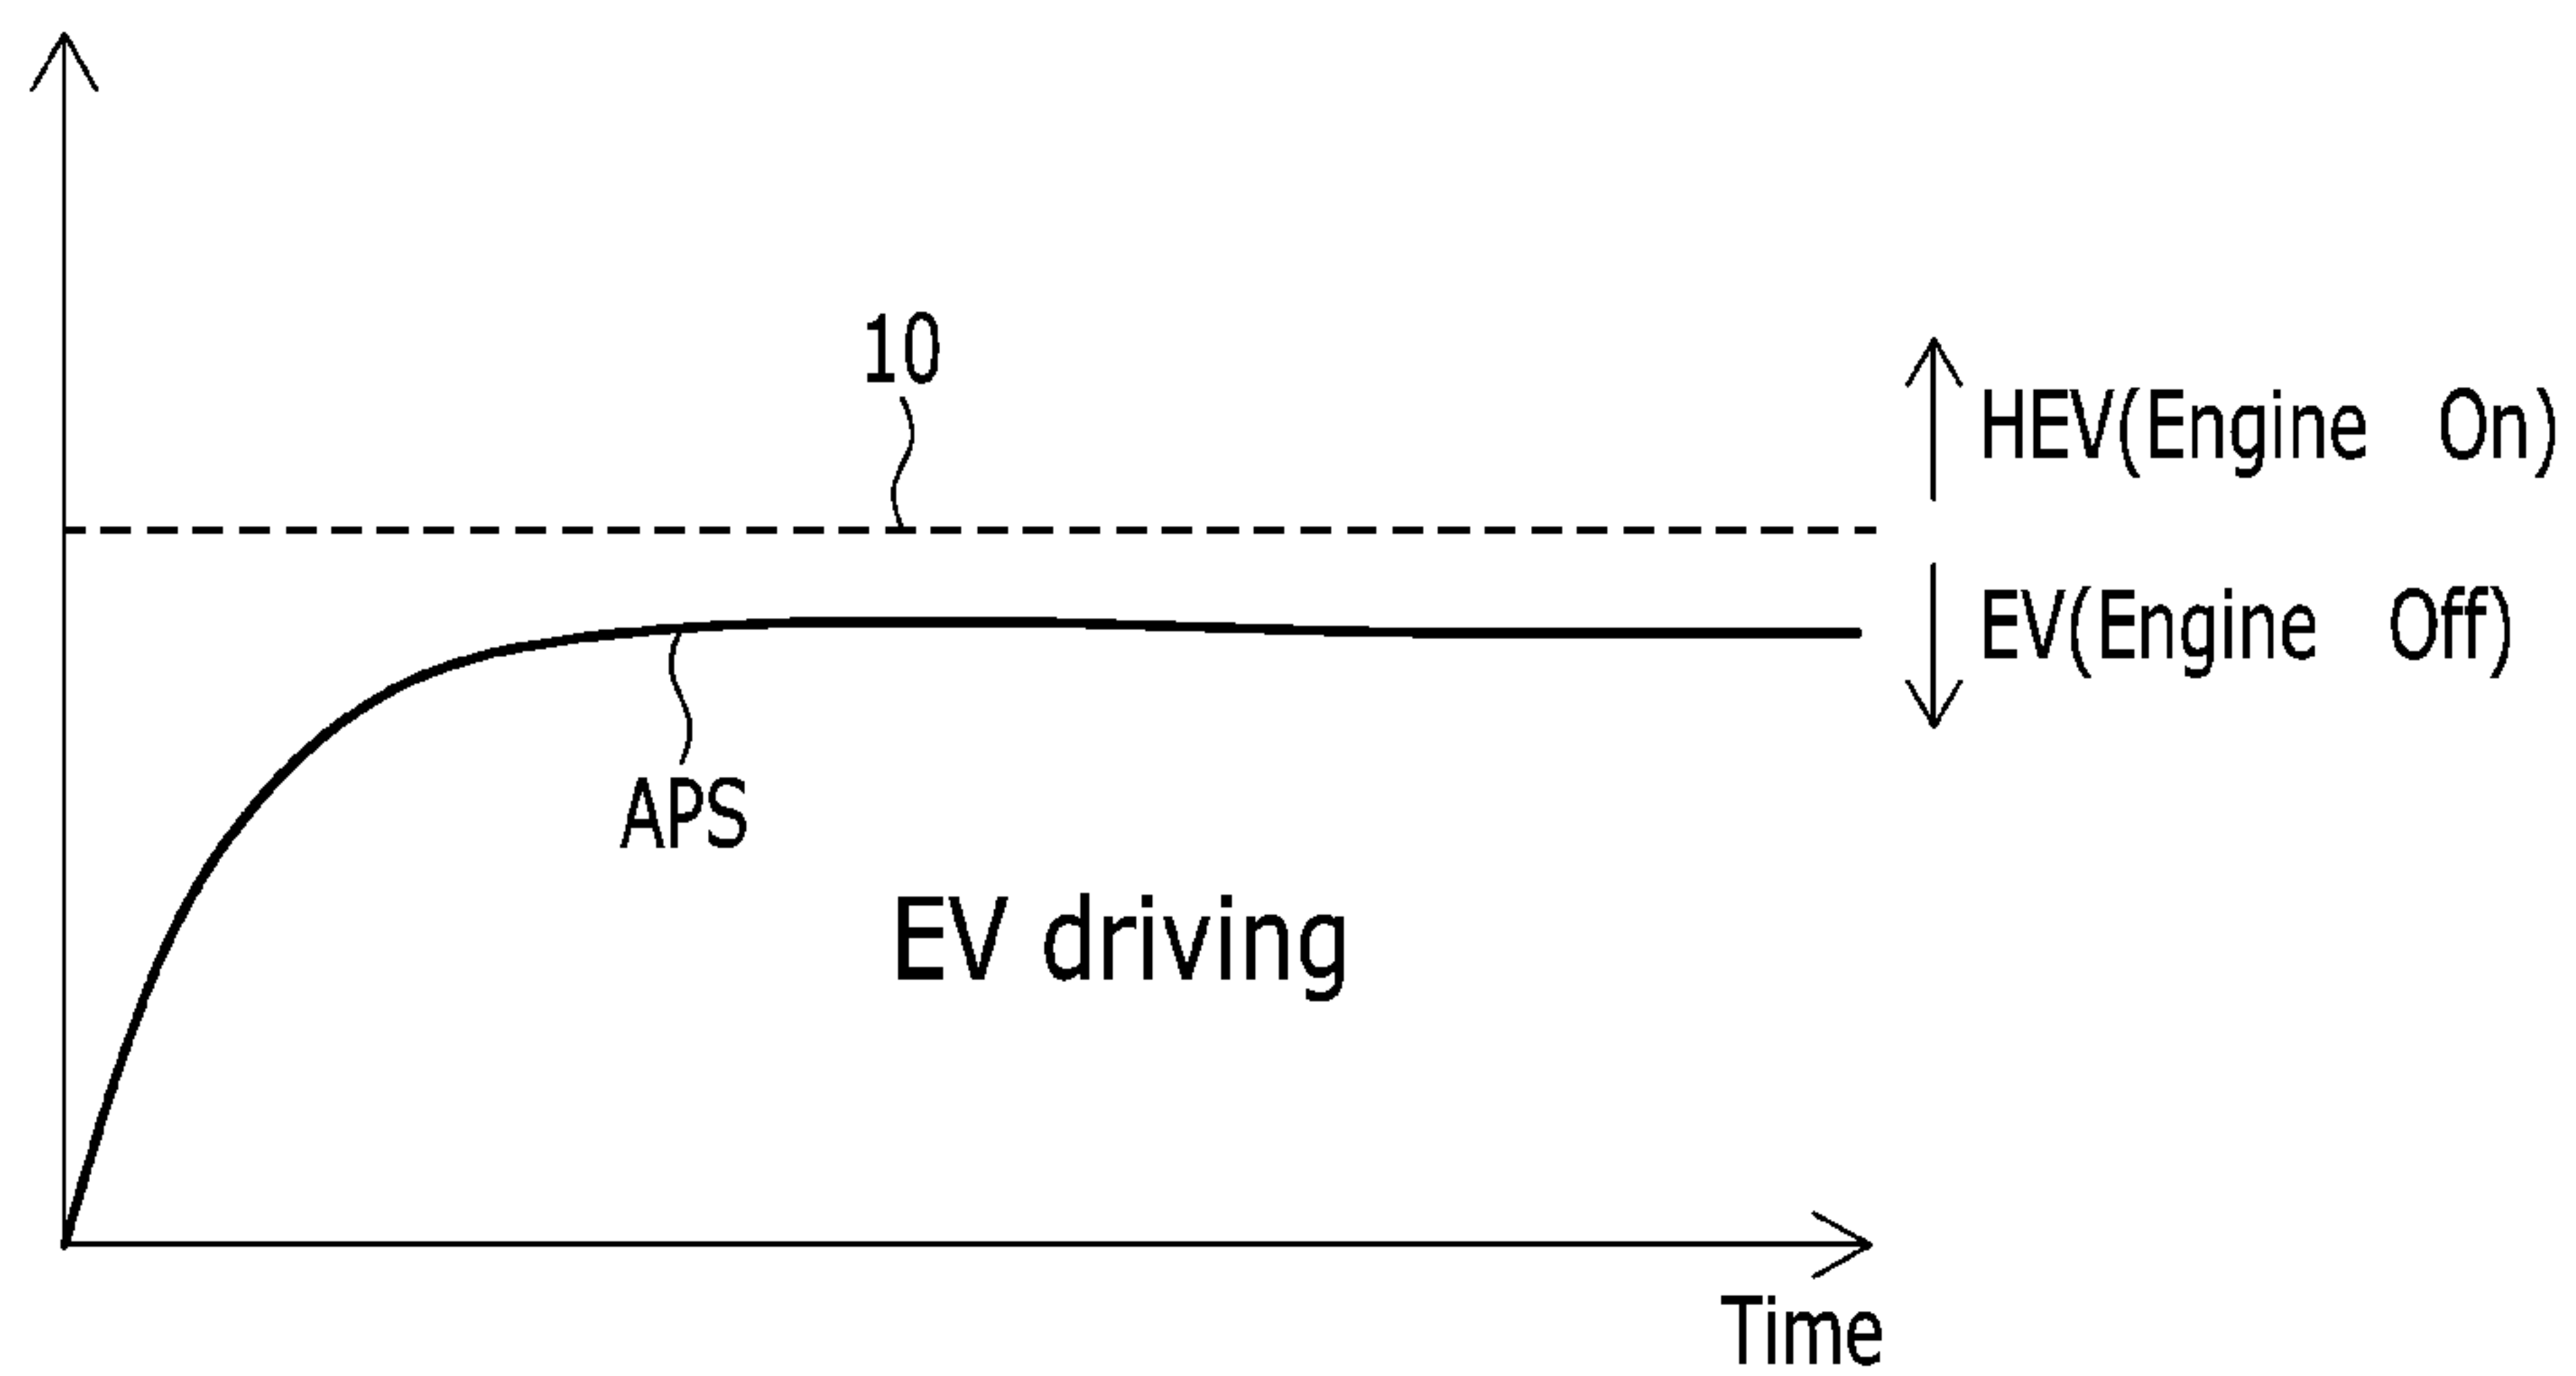 10
HEV(Engine On)
EV(Engine Off)
APS
EV driving
Time